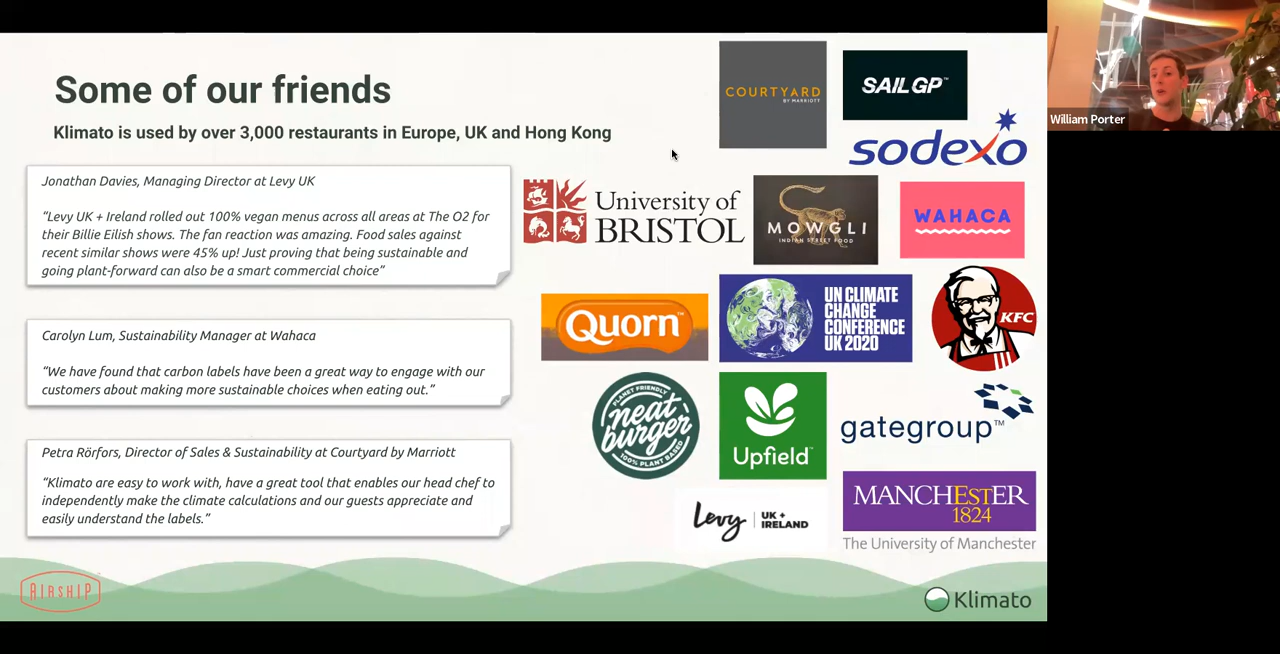 Some of our friends
Klimato is used by over 3,000 restaurants in Europe, UK and Hong Kong
Jonathan Davies, Managing Director at Levy UK
“Levy UK + Ireland rolled out 100% vegan menus across all areas at The O2 for
their Billie Eilish shows. The fan reaction was amazing. Food sales against
recent similar shows were 45% up! Just proving that being sustainable and
going plant-forward can also be a smart commercial choice”
Carolyn Lum, Sustainability Manager at Wahaca
“We have found that carbon labels have been a great way to engage with our
customers about making more sustainable choices when eating out.”
Petra Rörfors, Director of Sales & Sustainability at Courtyard by Marriott
“Klimato are easy to work with, have a great tool that enables our head chef to
independently make the climate calculations and our guests appreciate and
easily understand the labels.”
COURTYARD
BY MARRIOTT
SAILGP™
sodexo
University of
BRISTOL
MOWGLI
INDIAN STREET FOOD
WAHACA
Quorn™
UN CLIMATE
CHANGE
CONFERENCE
UK 2020
KFC
PLANET FRIENDLY
neat
burger
100% PLANT BASED
Upfield™
gategroup™
Levy
UK +
IRELAND
MANCHESTER
1824
The University of Manchester
AIRSHIP
Klimato
William Porter